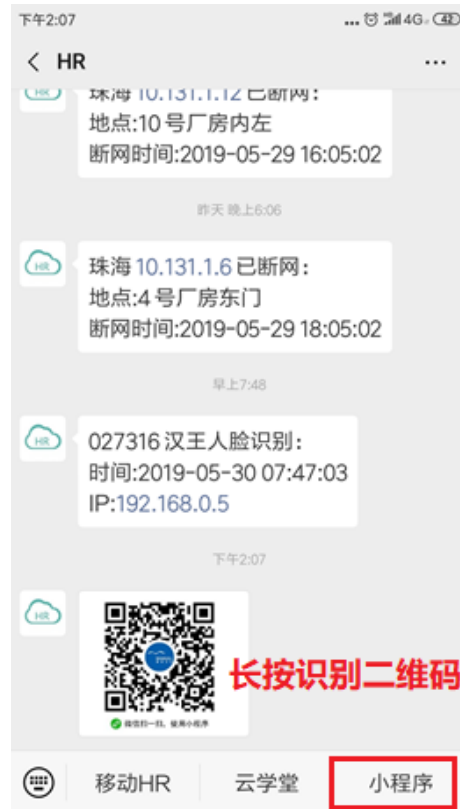 下午2:07
... 4G 42
HR
...
珠海 10.131.1.12 已断网：
地点:10 号厂房内左
断网时间:2019-05-29 16:05:02
昨天 晚上6:06
HR
珠海 10.131.1.6 已断网：
地点:4 号厂房东门
断网时间:2019-05-29 18:05:02
早上7:48
HR
027316 汉王人脸识别：
时间:2019-05-30 07:47:03
IP:192.168.0.5
下午2:07
HR
微信扫一扫，使用小程序
长按识别二维码
移动HR
云学堂
小程序